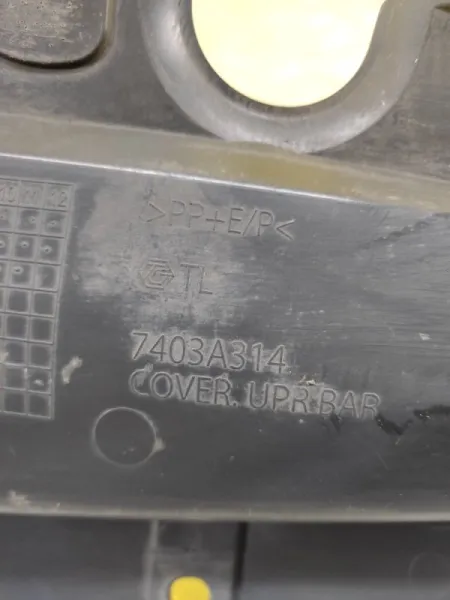 >PP+E/P<
TL
7403A314
COVER. UPR BAR